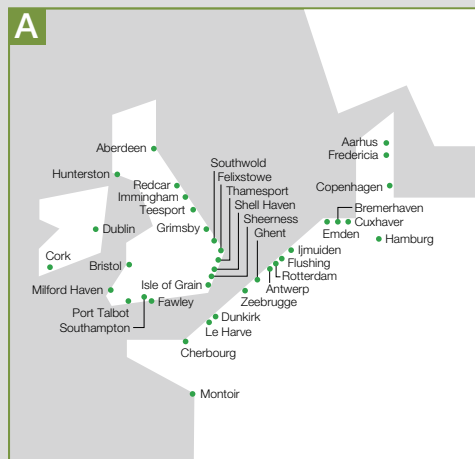 A
Aberdeen
Aarhus
Fredericia
Southwold
Felixstowe
Hunterston
Redcar
Thamesport
Copenhagen
Immingham
Shell Haven
Teesport
Sheerness
Bremerhaven
Dublin
Grimsby
Ghent
Cuxhaver
Emden
Hamburg
Cork
Bristol
Ijmuiden
Flushing
Rotterdam
Milford Haven
Isle of Grain
Antwerp
Zeebrugge
Port Talbot
Fawley
Southampton
Dunkirk
Le Harve
Cherbourg
Montoir